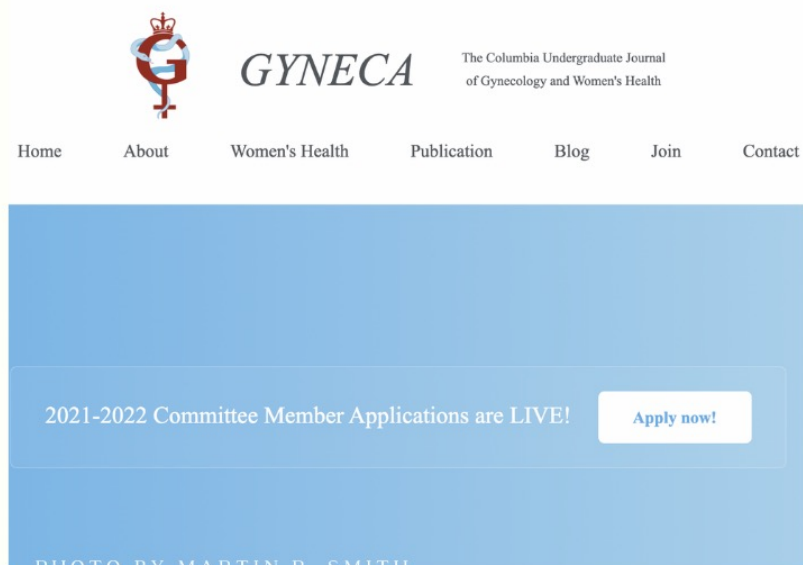 GYNECA
The Columbia Undergraduate Journal
of Gynecology and Women's Health
Home About Women's Health Publication Blog Join Contact
2021-2022 Committee Member Applications are LIVE!
Apply now!
PHOTO BY MARTIN R. SMITH